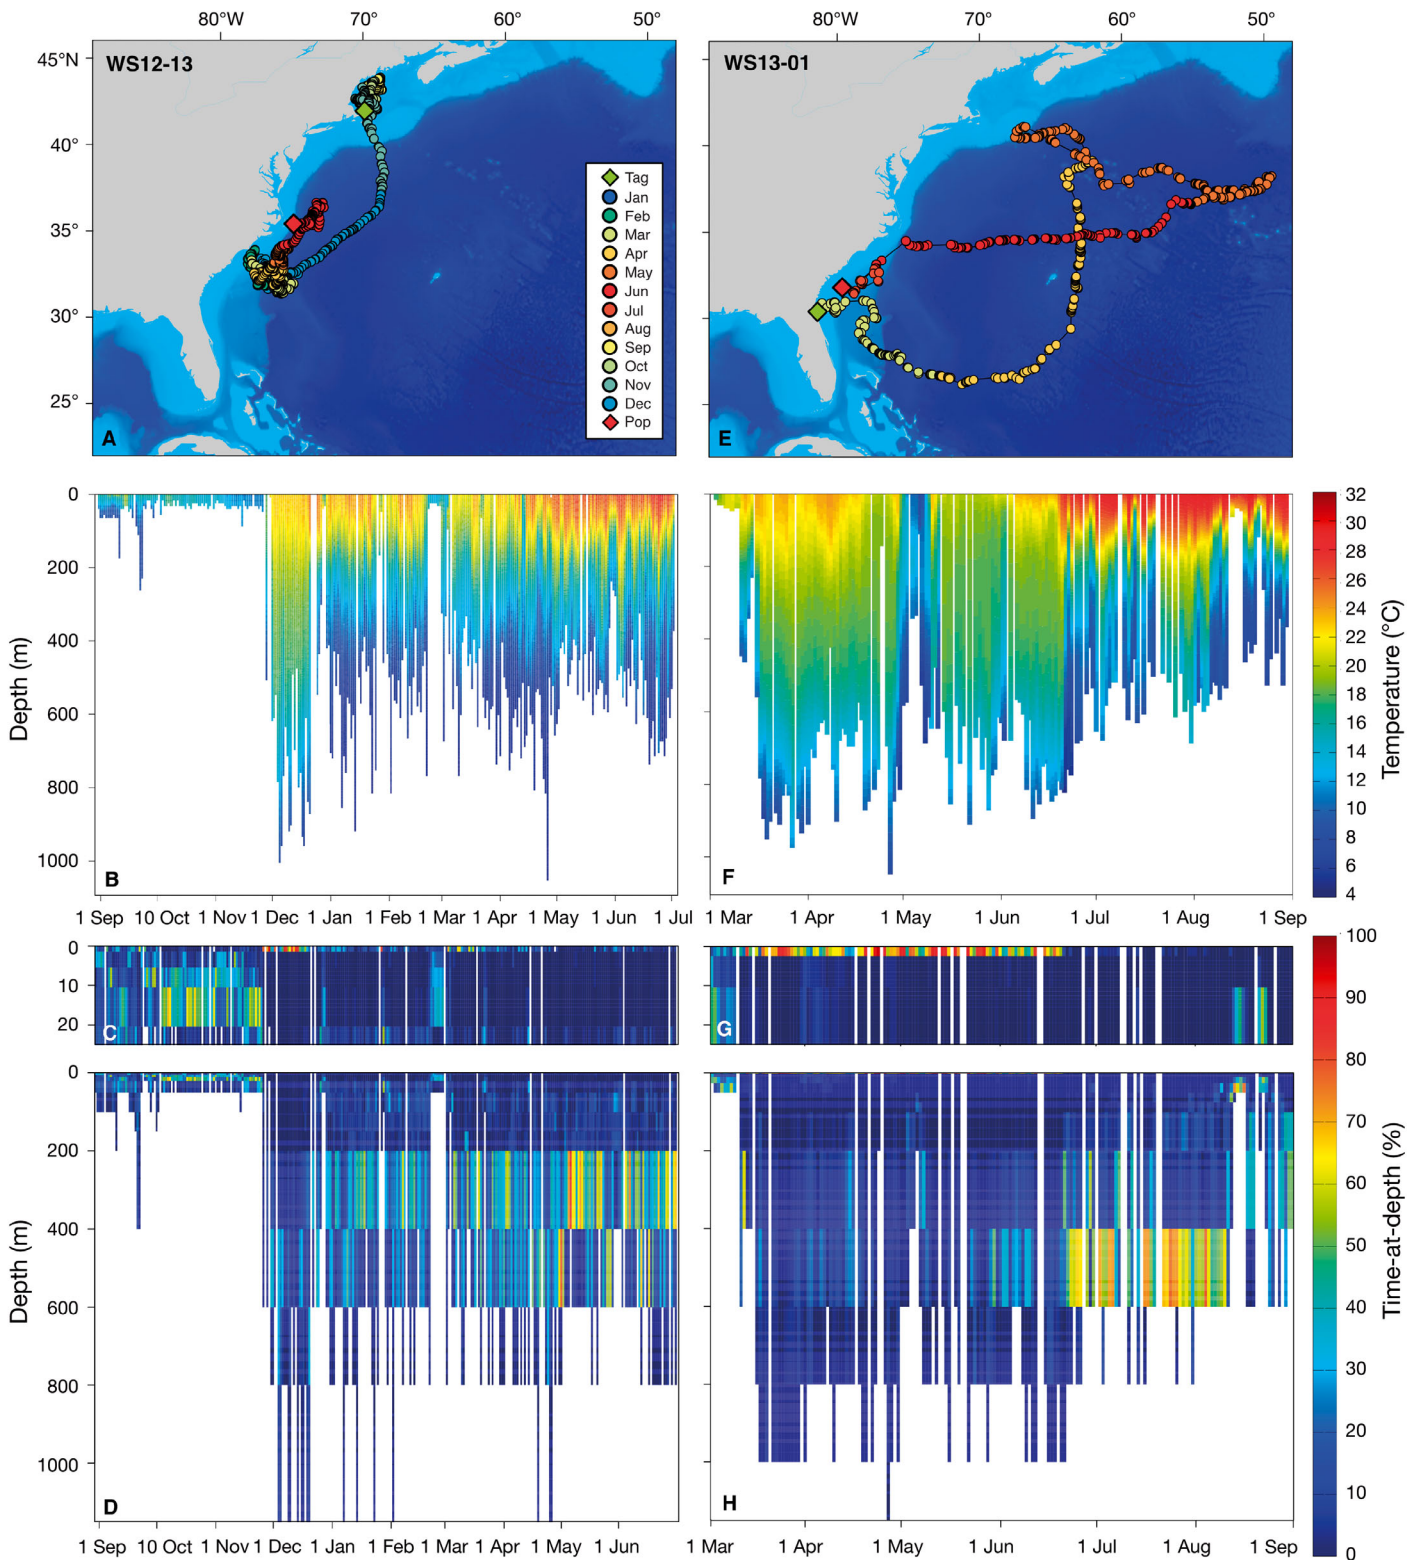 80°W 70° 60° 50° 80°W 70° 60° 50°
WS12-13
WS13-01
45°N
40°
35°
30°
25°
Tag
Jan
Feb
Mar
Apr
May
Jun
Jul
Aug
Sep
Oct
Nov
Dec
Pop
A
E
0
200
400
600
800
1000
Depth (m)
B
F
32
30
28
26
24
22
20
18
16
14
12
10
8
6
4
Temperature (°C)
1 Sep 10 Oct 1 Nov 1 Dec 1 Jan 1 Feb 1 Mar 1 Apr 1 May 1 Jun 1 Jul
1 Mar 1 Apr 1 May 1 Jun 1 Jul 1 Aug 1 Sep
0
10
20
C
G
0
200
400
600
800
1000
Depth (m)
D
H
100
90
80
70
60
50
40
30
20
10
0
Time-at-depth (%)
1 Sep 10 Oct 1 Nov 1 Dec 1 Jan 1 Feb 1 Mar 1 Apr 1 May 1 Jun
1 Mar 1 Apr 1 May 1 Jun 1 Jul 1 Aug 1 Sep